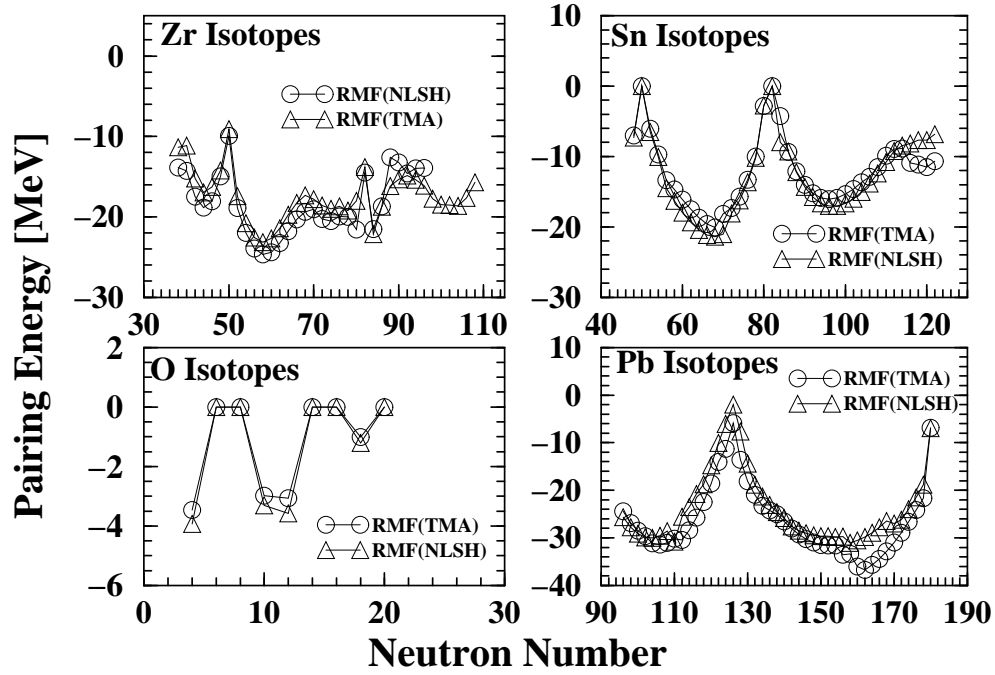 Zr Isotopes
RMF(NLSH)
RMF(TMA)
0
−10
−20
−30
30 50 70 90 110
Sn Isotopes
RMF(TMA)
RMF(NLSH)
10
0
−10
−20
−30
40 60 80 100 120
O Isotopes
RMF(TMA)
RMF(NLSH)
2
0
−2
−4
−6
0 10 20 30
Pb Isotopes
RMF(TMA)
RMF(NLSH)
10
0
−10
−20
−30
−40
90 110 130 150 170 190
Pairing Energy [MeV]
Neutron Number